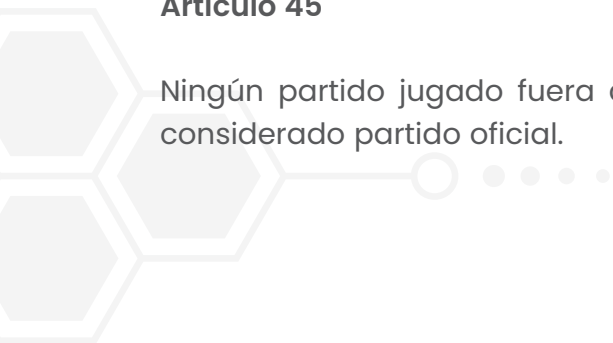 Artículo 45
Ningún partido jugado fuera
considerado partido oficial.